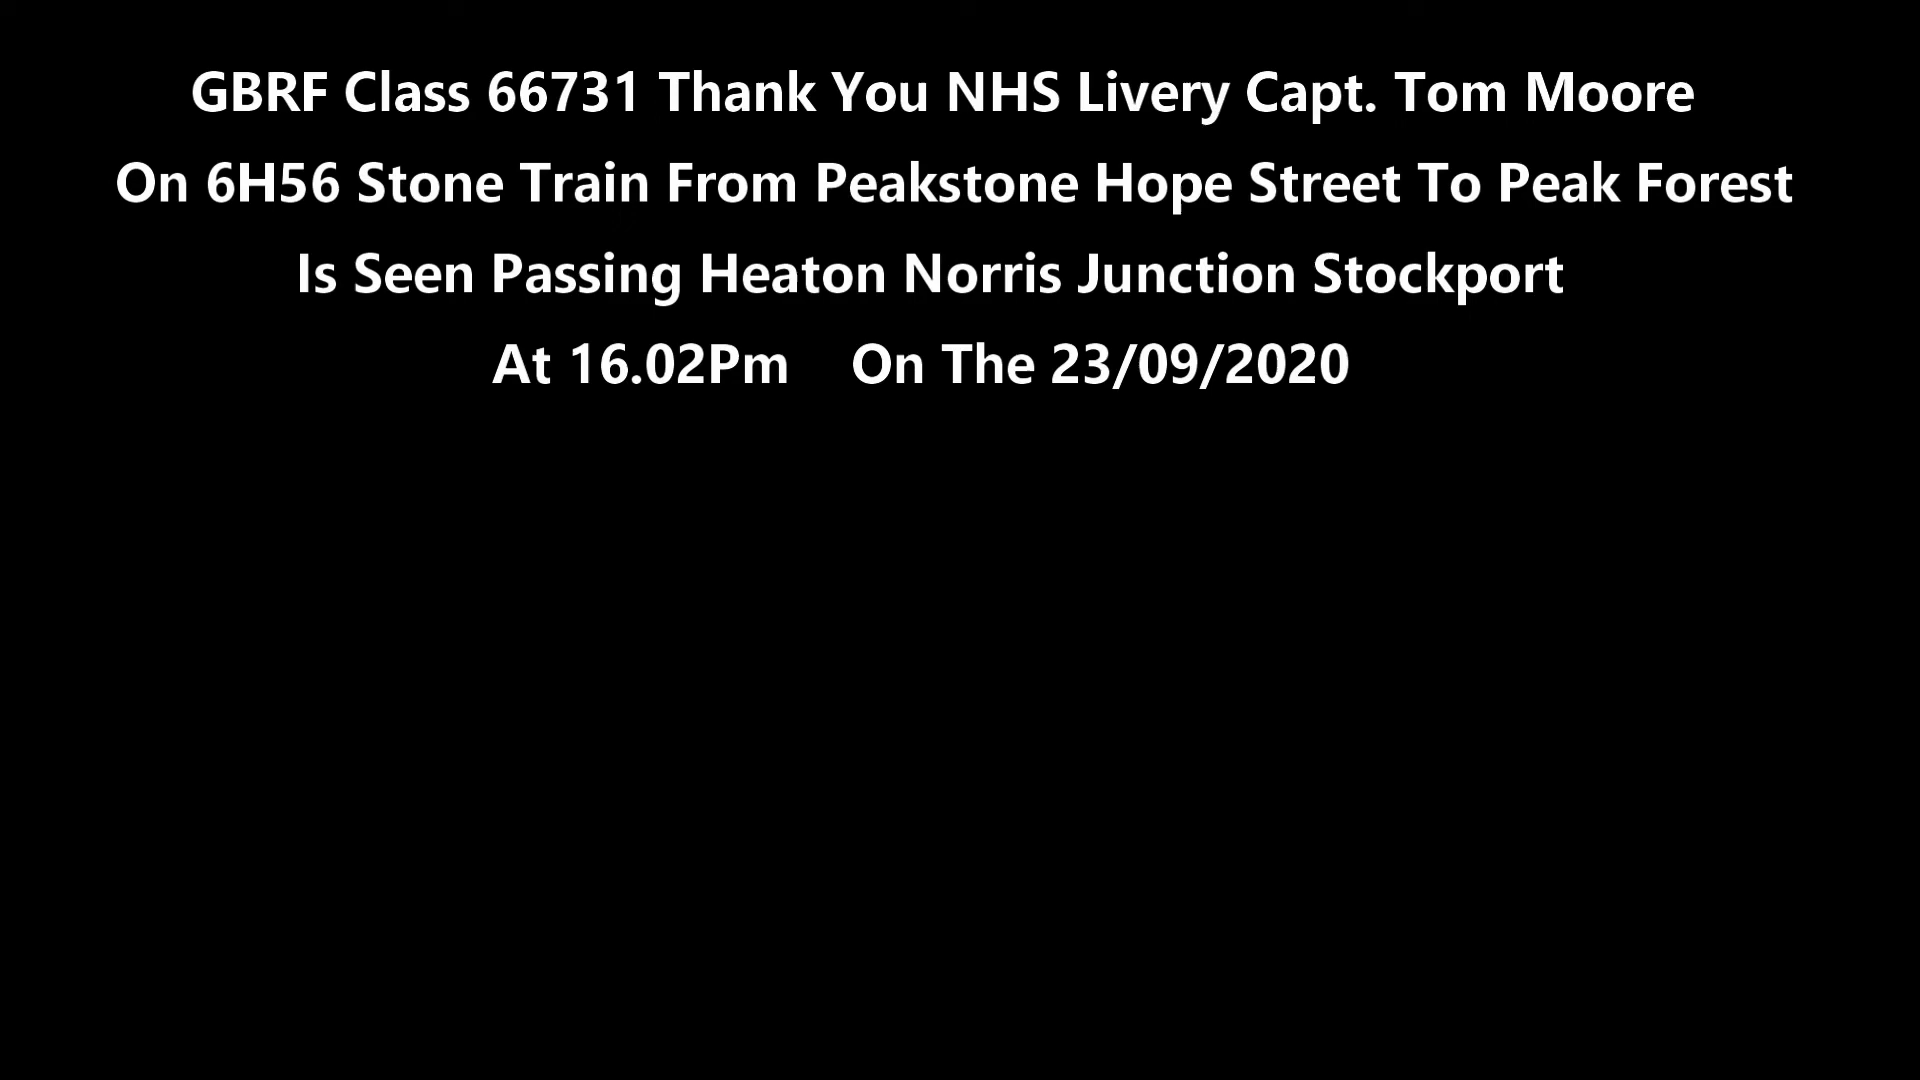 GBRF Class 66731 Thank You NHS Livery Capt. Tom Moore
On 6H56 Stone Train From Peakstone Hope Street To Peak Forest
Is Seen Passing Heaton Norris Junction Stockport
At 16.02Pm On The 23/09/2020